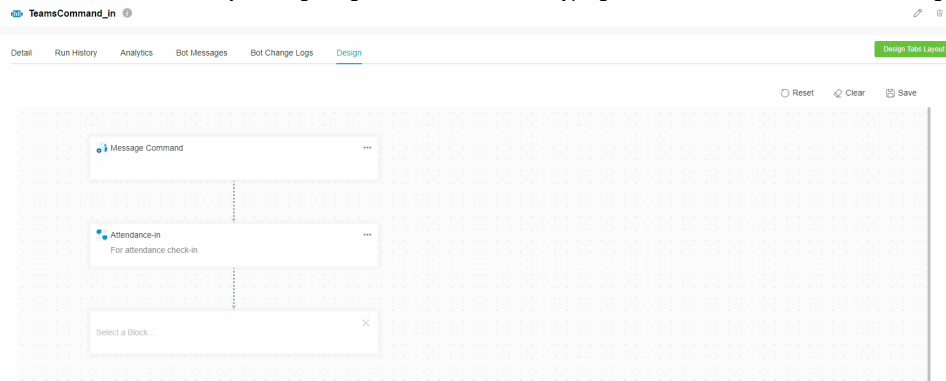 TeamsCommand_in
Detail Run History Analytics Bot Messages Bot Change Logs Design
Design Tabs Layout
Reset Clear Save
Message Command
Attendance-in
For attendance check-in
Select a Block...